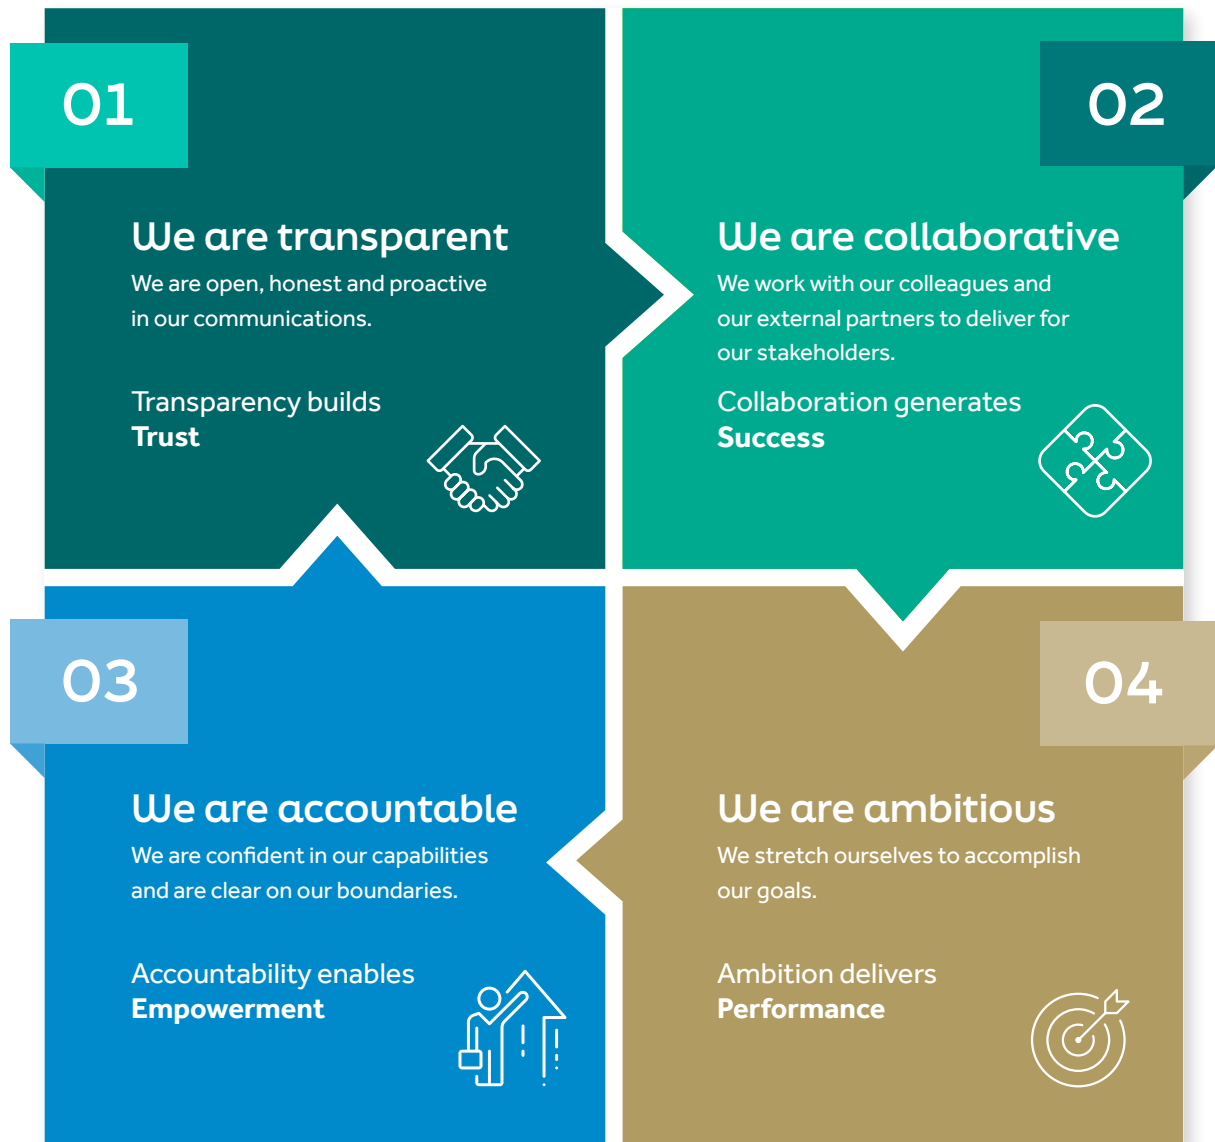 01
We are transparent
We are open, honest and proactive
in our communications.
Transparency builds
Trust
02
We are collaborative
We work with our colleagues and
our external partners to deliver for
our stakeholders.
Collaboration generates
Success
03
We are accountable
We are confident in our capabilities
and are clear on our boundaries.
Accountability enables
Empowerment
04
We are ambitious
We stretch ourselves to accomplish
our goals.
Ambition delivers
Performance